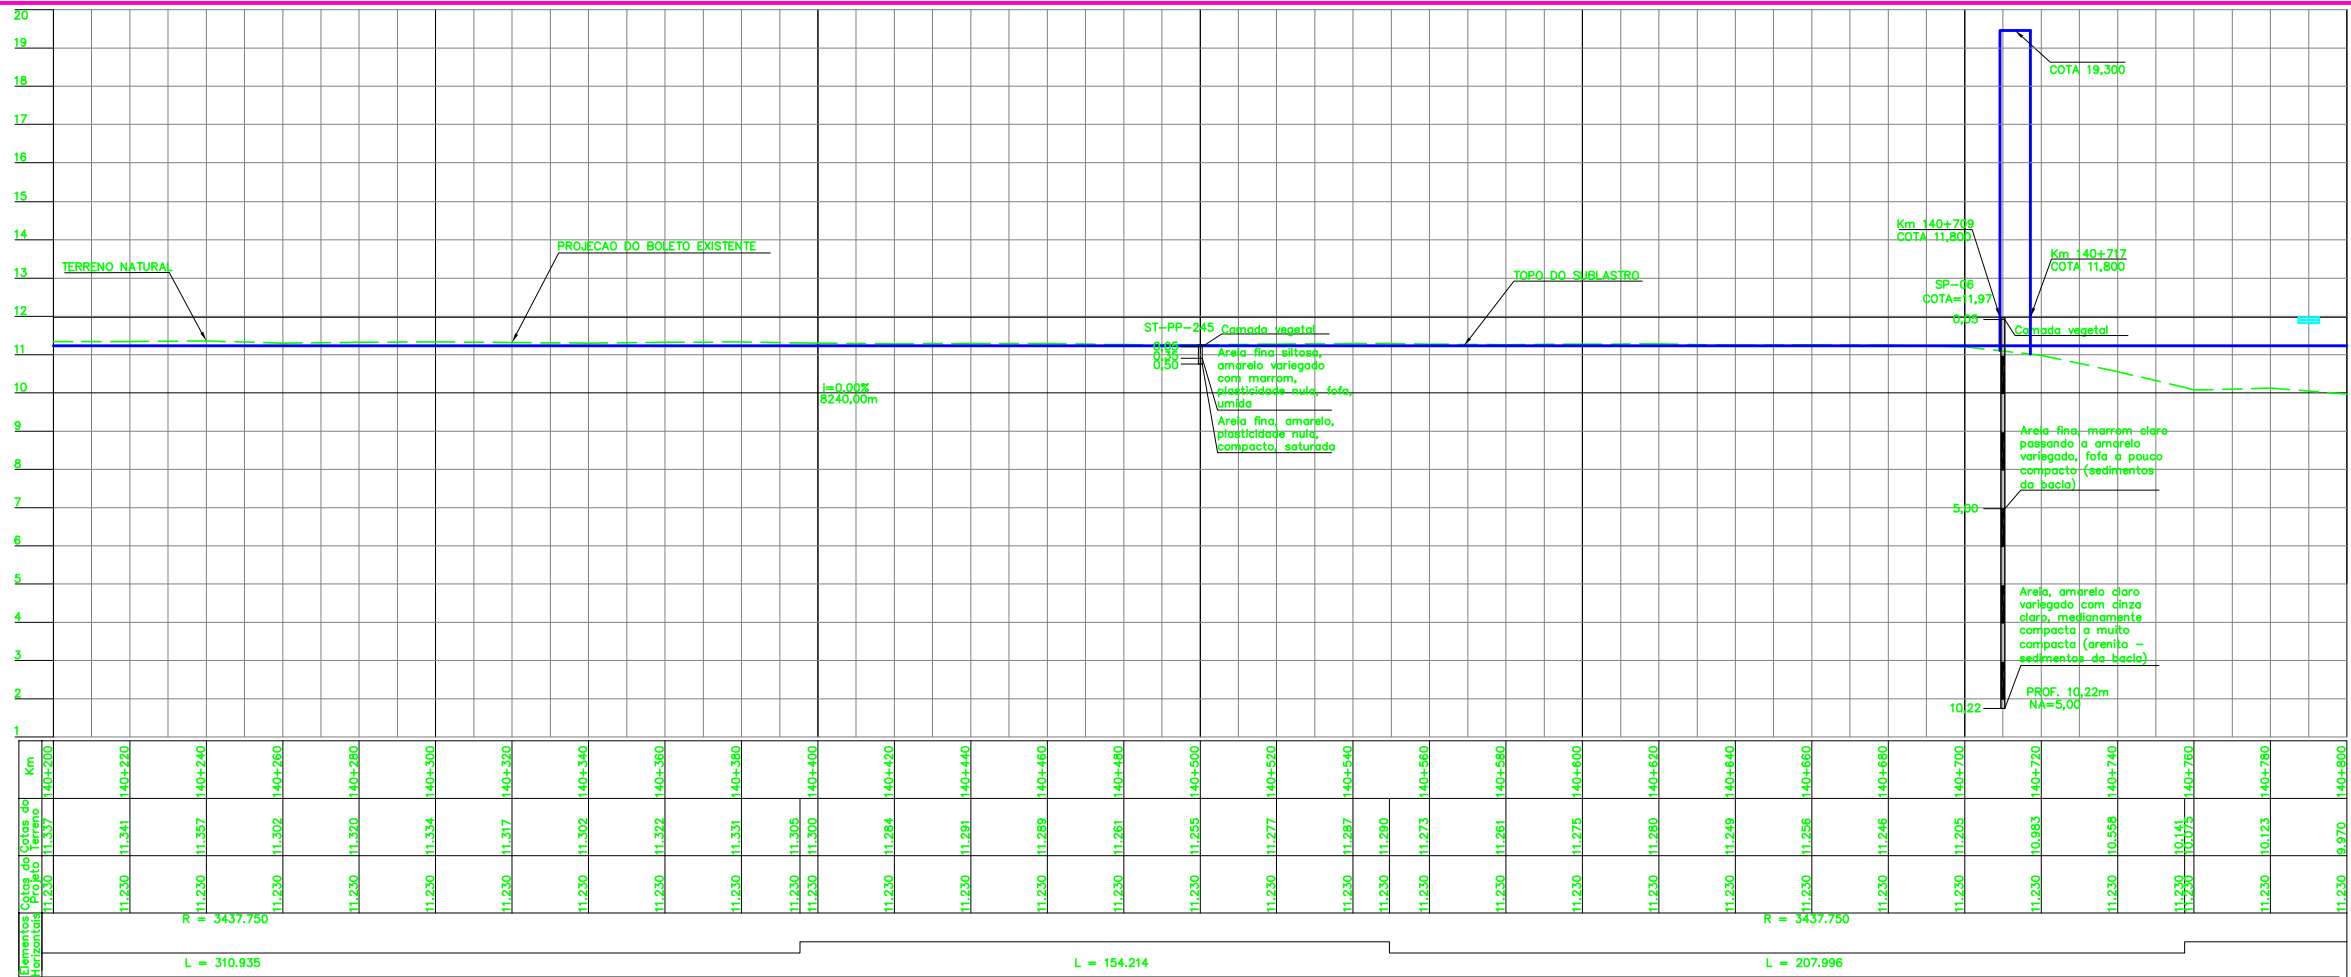 20
19
18
17
16
15
14
13
12
11
10
9
8
7
6
5
4
3
2
1
TERRENO NATURAL
PROJECAO DO BOLETO EXISTENTE
i=0.00%
8240,00m
ST-PP-245
Camada vegetal
0,05
0,35
0,50
Areia fina siltosa,
amarelo variegado
com marrom,
plasticidade nula, fofa,
umida
Areia fina, amarelo,
plasticidade nula,
compacto, saturada
TOPO DO SUBLASTRO
COTA 19,300
Km 140+709
COTA 11,800
Km 140+717
COTA 11,800
SP-06
COTA=11,97
0,05
Camada vegetal
Areia fina, marrom claro
passando a amarelo
variegado, fofa a pouco
compacto (sedimentos
da bacia)
5,00
Areia, amarelo claro
variegado com cinza
claro, medianamente
compacta a muito
compacta (arenito -
sedimentos da bacia)
PROF. 10,22m
NA=5,00
10,22
Km
140+200 140+220 140+240 140+260 140+280 140+300 140+320 140+340 140+360 140+380 140+400 140+420 140+440 140+460 140+480 140+500 140+520 140+540 140+560 140+580 140+600 140+620 140+640 140+660 140+680 140+700 140+720 140+740 140+760 140+780 140+800
Cotas do
Terreno
11.337 11.341 11.357 11.302 11.320 11.334 11.317 11.302 11.322 11.331 11.305 11.300 11.284 11.291 11.289 11.261 11.255 11.277 11.287 11.290 11.273 11.261 11.275 11.280 11.249 11.256 11.246 11.205 10.983 10.558 10.141 10.075 10.123 9.970
Cotas do
Projeto
11.230 11.230 11.230 11.230 11.230 11.230 11.230 11.230 11.230 11.230 11.230 11.230 11.230 11.230 11.230 11.230 11.230 11.230 11.230 11.230 11.230 11.230 11.230 11.230 11.230 11.230 11.230 11.230 11.230 11.230 11.230 11.230 11.230 11.230
Elementos
Horizontais
R = 3437.750
R = 3437.750
L = 310.935
L = 154.214
L = 207.996